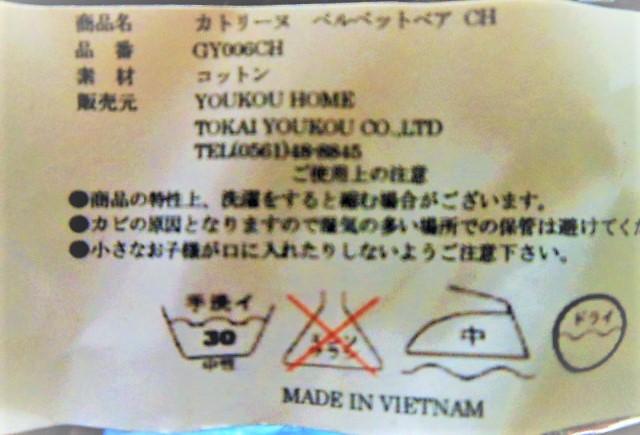 商品名 カトリーヌ ベルベットベア CH
品 番 GY006CH
素 材 コットン
販売元 YOUKOU HOME
TOKAI YOUKOU CO.,LTD
TEL(0561)48-8845
ご使用上の注意
●商品の特性上、洗濯をすると縮む場合がございます。
●カビの原因となりますので湿気の多い場所での保管は避けてくだ
●小さなお子様が口に入れたりしないようご注意下さい。
手洗イ
30
中性
エンソ
サラシ
中
ドライ
MADE IN VIETNAM